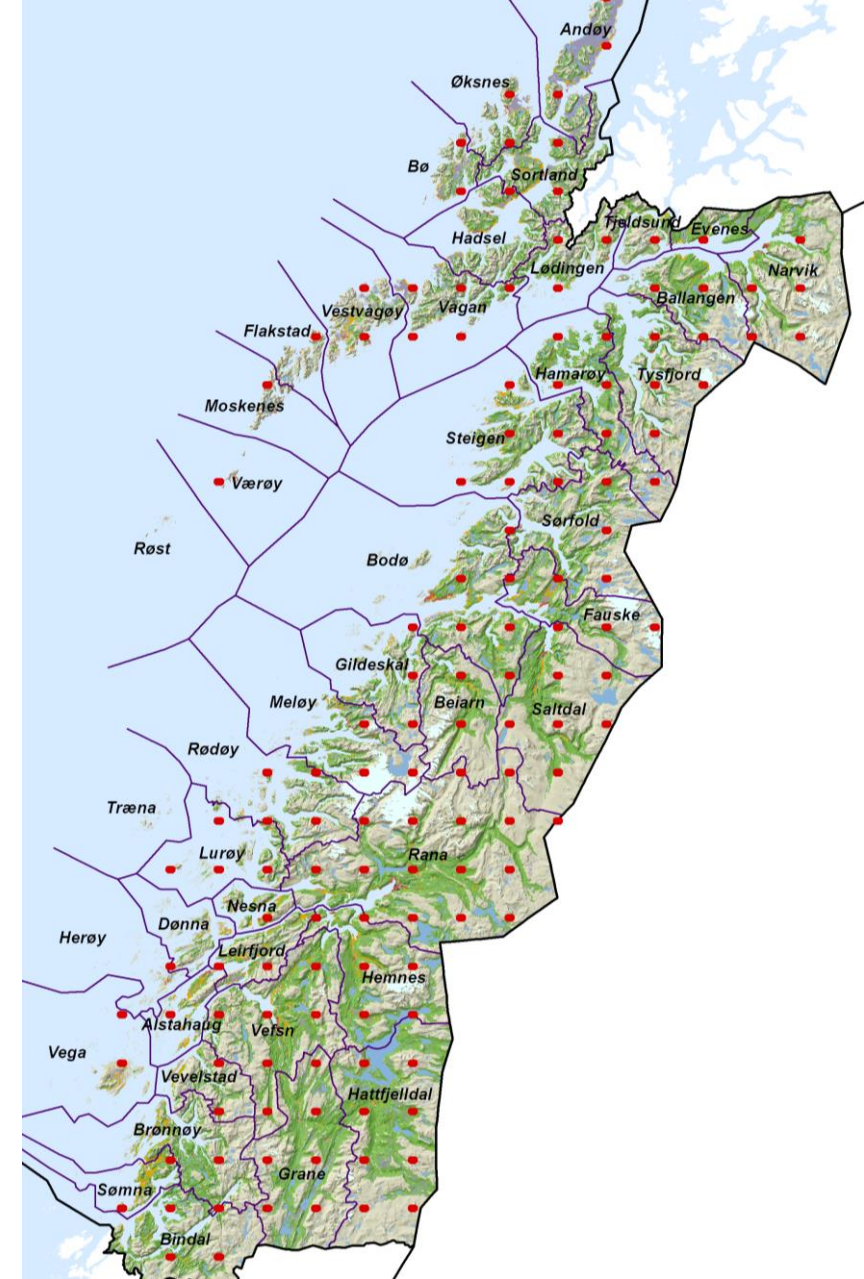 Andøy
Øksnes
Bø
Sortland
Tjeldsund
Evenes
Hadsel
Lødingen
Narvik
Ballangen
Vestvågøy
Vågan
Flakstad
Hamarøy
Tysfjord
Moskenes
Steigen
Værøy
Sørfold
Røst
Bodø
Fauske
Gildeskål
Meløy
Beiarn
Saltdal
Rødøy
Træna
Lurøy
Rana
Nesna
Dønna
Herøy
Leirfjord
Hemnes
Alstahaug
Vefsn
Vega
Vevelstad
Hattfjelldal
Brønnøy
Grane
Sømna
Bindal